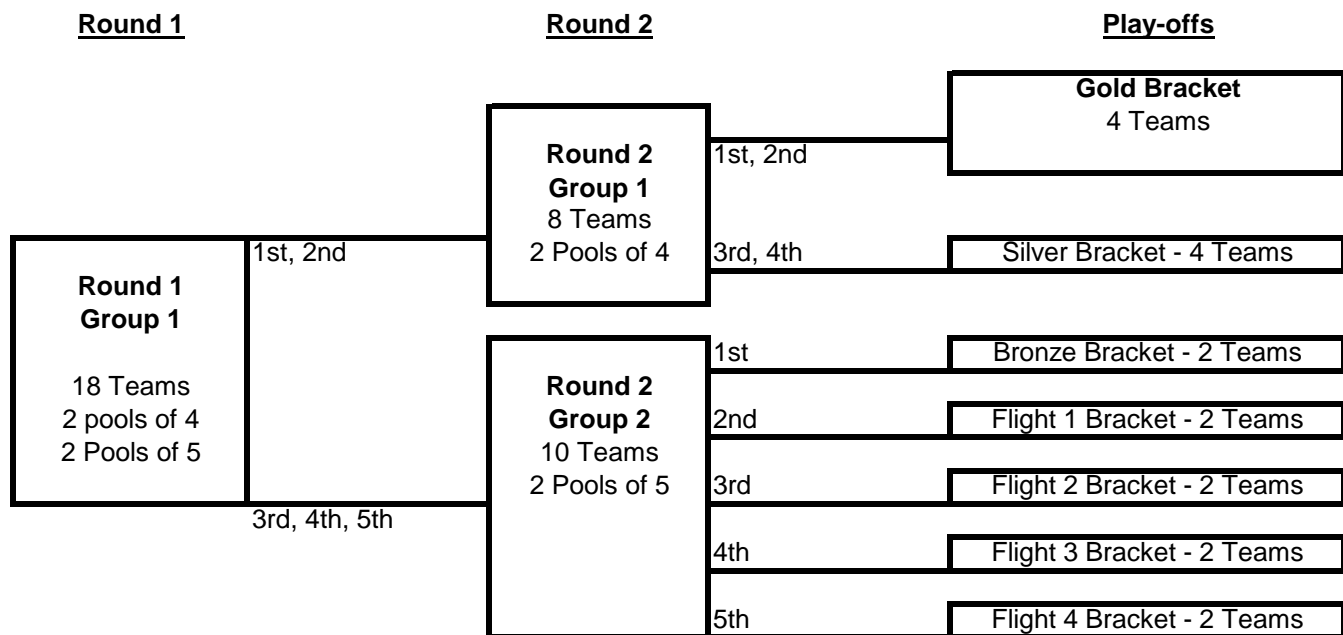 Round 1
Round 2
Play-offs
Gold Bracket
4 Teams
Round 2
Group 1
8 Teams
2 Pools of 4
1st, 2nd
3rd, 4th
Silver Bracket - 4 Teams
1st, 2nd
Round 1
Group 1
18 Teams
2 pools of 4
2 Pools of 5
3rd, 4th, 5th
Round 2
Group 2
10 Teams
2 Pools of 5
1st
Bronze Bracket - 2 Teams
2nd
Flight 1 Bracket - 2 Teams
3rd
Flight 2 Bracket - 2 Teams
4th
Flight 3 Bracket - 2 Teams
5th
Flight 4 Bracket - 2 Teams